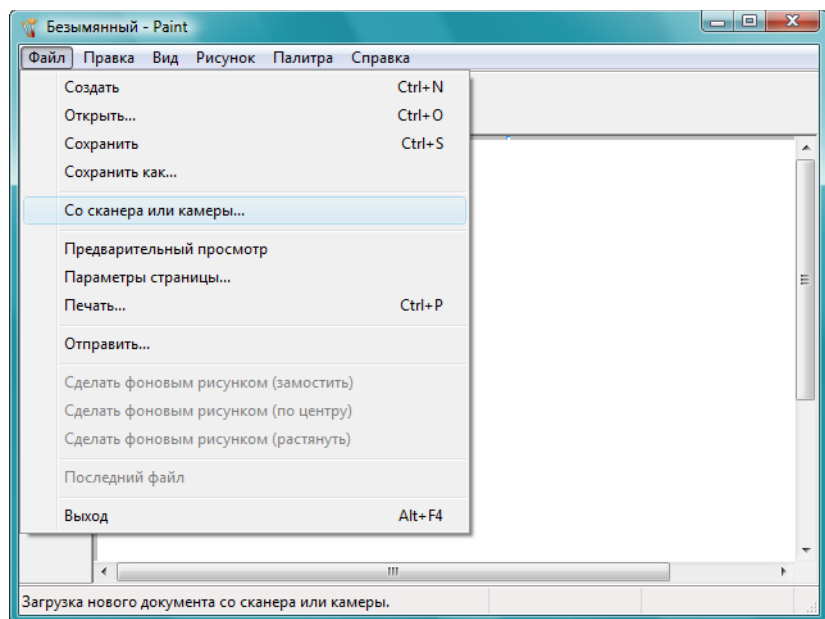 Безымянный - Paint
Файл Правка Вид Рисунок Палитра Справка
Создать Ctrl+N
Открыть... Ctrl+O
Сохранить Ctrl+S
Сохранить как...
Со сканера или камеры...
Предварительный просмотр
Параметры страницы...
Печать... Ctrl+P
Отправить...
Сделать фоновым рисунком (замостить)
Сделать фоновым рисунком (по центру)
Сделать фоновым рисунком (растянуть)
Последний файл
Выход Alt+F4
Загрузка нового документа со сканера или камеры.